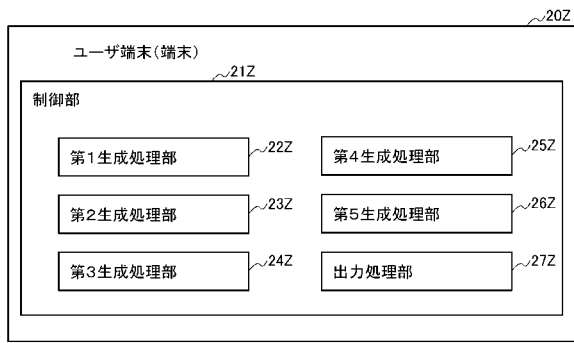 20Z
ユーザ端末(端末)
21Z
制御部
第1生成処理部
22Z
第2生成処理部
23Z
第3生成処理部
24Z
第4生成処理部
25Z
第5生成処理部
26Z
出力処理部
27Z